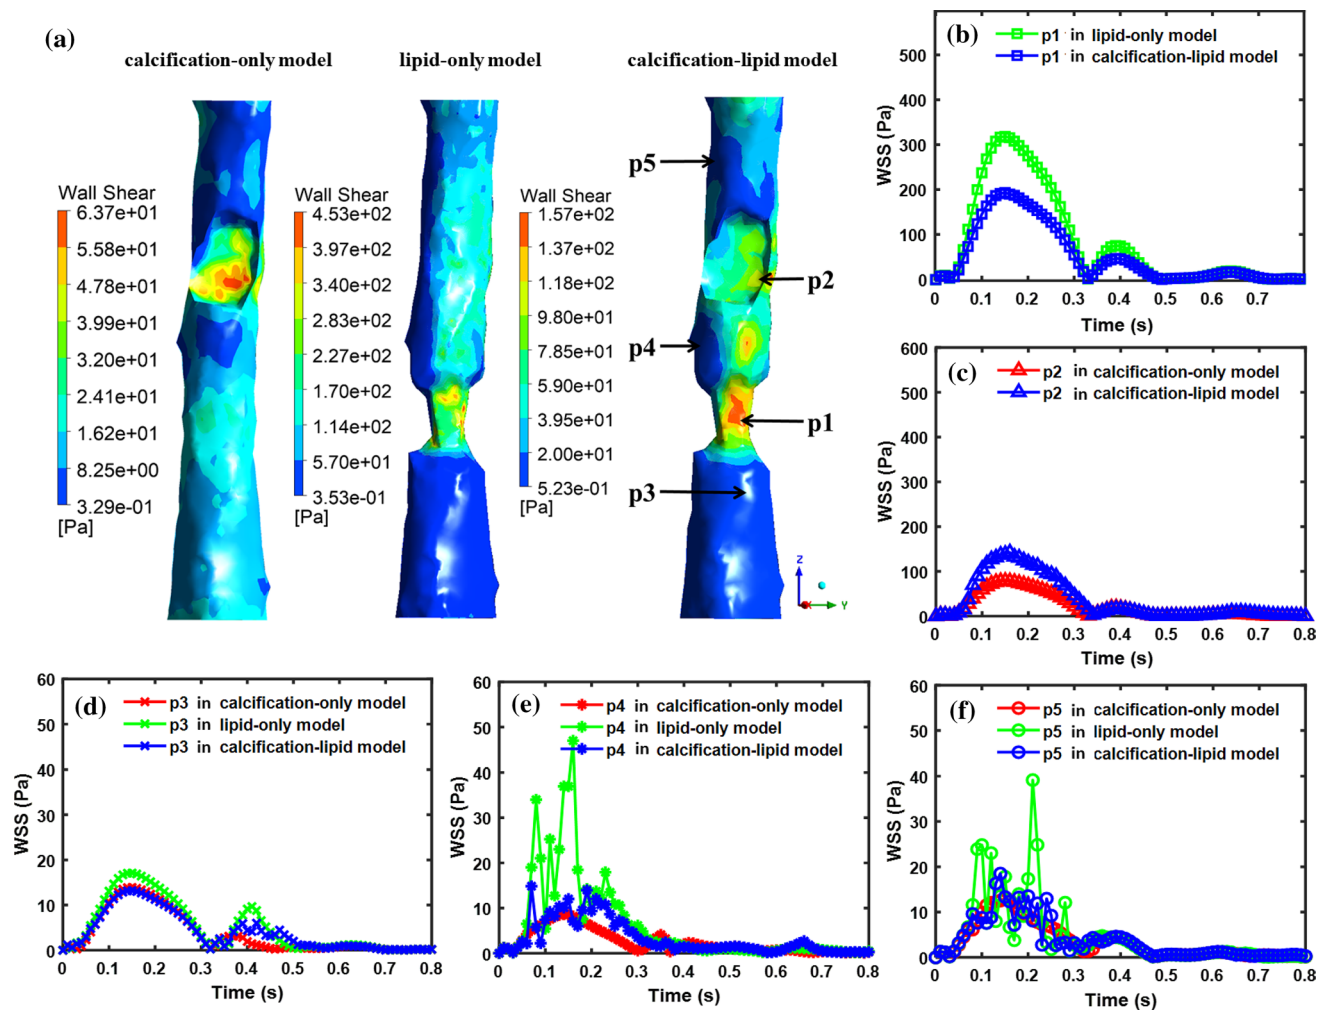 (a)
calcification-only model
lipid-only model
calcification-lipid model
Wall Shear
6.37e+01
5.58e+01
4.78e+01
3.99e+01
3.20e+01
2.41e+01
1.62e+01
8.25e+00
3.29e-01
[Pa]
Wall Shear
4.53e+02
3.97e+02
3.40e+02
2.83e+02
2.27e+02
1.70e+02
1.14e+02
5.70e+01
3.53e-01
[Pa]
Wall Shear
1.57e+02
1.37e+02
1.18e+02
9.80e+01
7.85e+01
5.90e+01
3.95e+01
2.00e+01
5.23e-01
[Pa]
p5
p2
p4
p1
p3
Z
X
Y
(b)
p1 in lipid-only model
p1 in calcification-lipid model
WSS (Pa)
500
400
300
200
100
0
0 0.1 0.2 0.3 0.4 0.5 0.6 0.7
Time (s)
(c)
p2 in calcification-only model
p2 in calcification-lipid model
WSS (Pa)
600
500
400
300
200
100
0
0 0.1 0.2 0.3 0.4 0.5 0.6 0.7 0.8
Time (s)
(d)
p3 in calcification-only model
p3 in lipid-only model
p3 in calcification-lipid model
WSS (Pa)
60
50
40
30
20
10
0
0 0.1 0.2 0.3 0.4 0.5 0.6 0.7 0.8
Time (s)
(e)
p4 in calcification-only model
p4 in lipid-only model
p4 in calcification-lipid model
WSS (Pa)
60
50
40
30
20
10
0
0 0.1 0.2 0.3 0.4 0.5 0.6 0.7 0.8
Time (s)
(f)
p5 in calcification-only model
p5 in lipid-only model
p5 in calcification-lipid model
WSS (Pa)
60
50
40
30
20
10
0
0 0.1 0.2 0.3 0.4 0.5 0.6 0.7 0.8
Time (s)